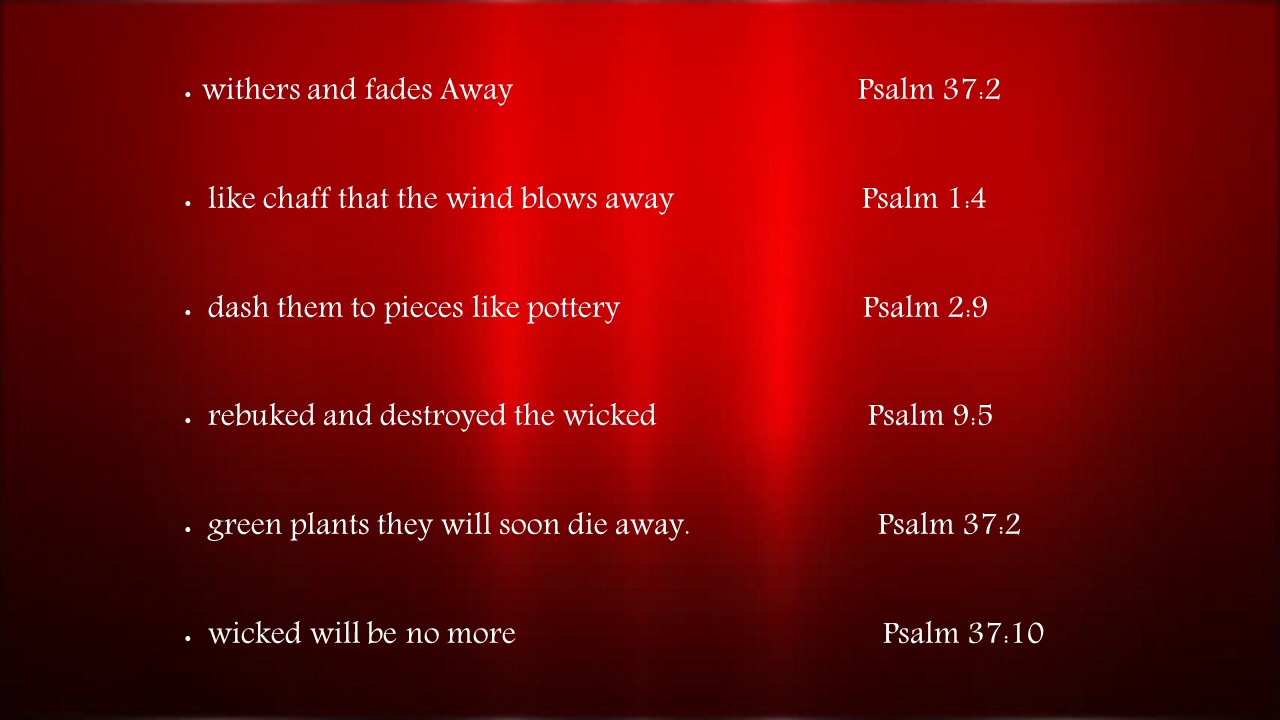 • withers and fades Away Psalm 37:2
• like chaff that the wind blows away Psalm 1:4
• dash them to pieces like pottery Psalm 2:9
• rebuked and destroyed the wicked Psalm 9:5
• green plants they will soon die away. Psalm 37:2
• wicked will be no more Psalm 37:10